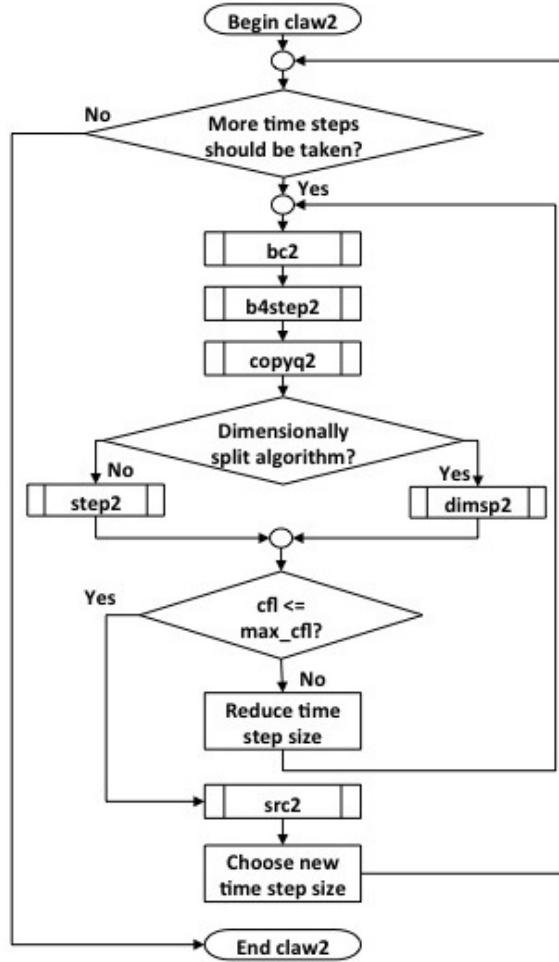 Begin claw2
No
More time steps
should be taken?
Yes
bc2
b4step2
copyq2
Dimensionally
split algorithm?
No
Yes
step2
dimsp2
Yes
cfl <=
max_cfl?
No
Reduce time
step size
src2
Choose new
time step size
End claw2